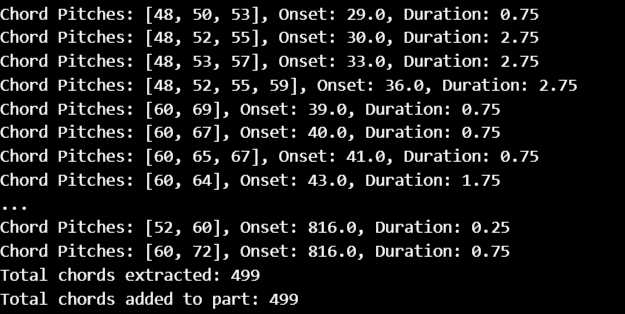 Chord Pitches: [48, 50, 53], Onset: 29.0, Duration: 0.75
Chord Pitches: [48, 52, 55], Onset: 30.0, Duration: 2.75
Chord Pitches: [48, 53, 57], Onset: 33.0, Duration: 2.75
Chord Pitches: [48, 52, 55, 59], Onset: 36.0, Duration: 2.75
Chord Pitches: [60, 69], Onset: 39.0, Duration: 0.75
Chord Pitches: [60, 67], Onset: 40.0, Duration: 0.75
Chord Pitches: [60, 65, 67], Onset: 41.0, Duration: 0.75
Chord Pitches: [60, 64], Onset: 43.0, Duration: 1.75
...
Chord Pitches: [52, 60], Onset: 816.0, Duration: 0.25
Chord Pitches: [60, 72], Onset: 816.0, Duration: 0.75
Total chords extracted: 499
Total chords added to part: 499